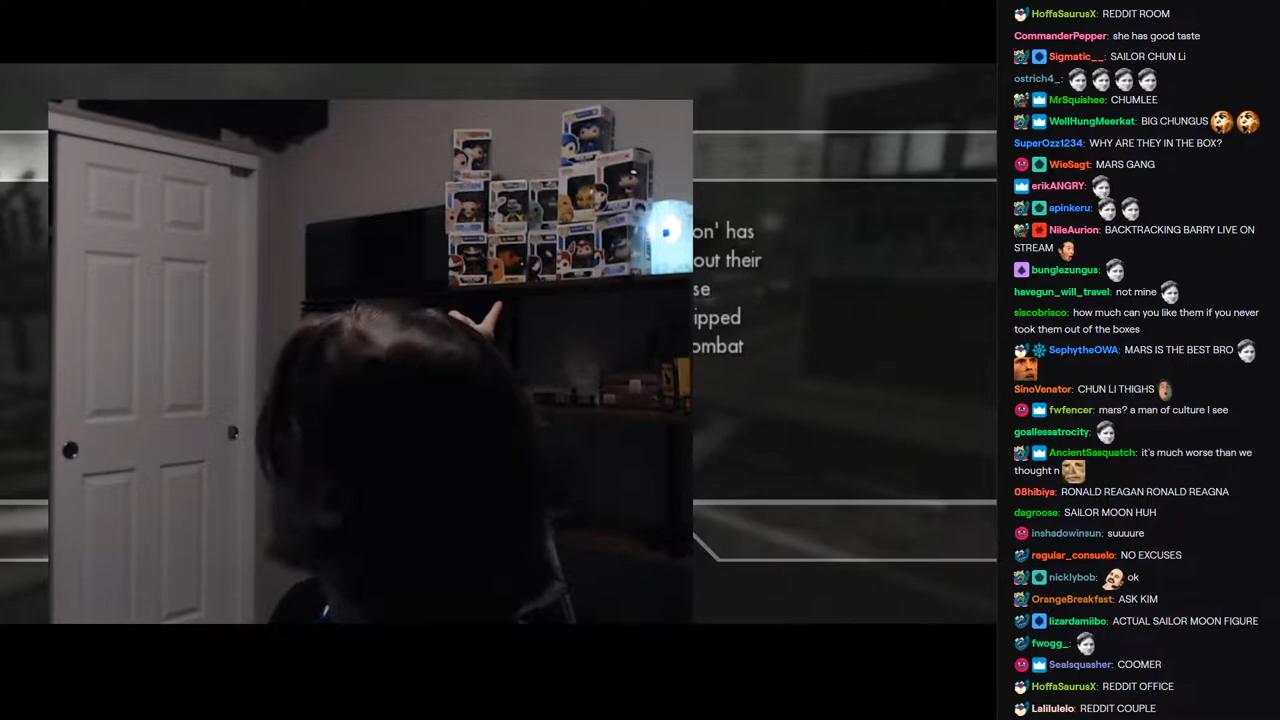 on' has
out their
se
ipped
ombat
HoffaSaurusX: REDDIT ROOM
CommanderPepper: she has good taste
Sigmatic__: SAILOR CHUN Li
ostrich4_:
MrSquishee: CHUMLEE
WellHungMeerkat: BIG CHUNGUS
SuperOzz1234: WHY ARE THEY IN THE BOX?
WieSagt: MARS GANG
erikANGRY:
apinkeru:
NileAurion: BACKTRACKING BARRY LIVE ON
STREAM
bunglezungus:
havegun_will_travel: not mine
siscobrisco: how much can you like them if you never
took them out of the boxes
SephytheOWA: MARS IS THE BEST BRO
SinoVenator: CHUN LI THIGHS
fwfencer: mars? a man of culture I see
goallessatrocity:
AncientSasquatch: it's much worse than we
thought n
08hibiya: RONALD REAGAN RONALD REAGNA
dagroose: SAILOR MOON HUH
inshadowinsun: suuuure
regular_consuelo: NO EXCUSES
nicklybob: ok
OrangeBreakfast: ASK KIM
lizardamiibo: ACTUAL SAILOR MOON FIGURE
fwogg_:
Sealsquasher: COOMER
HoffaSaurusX: REDDIT OFFICE
Lalilulelo: REDDIT COUPLE